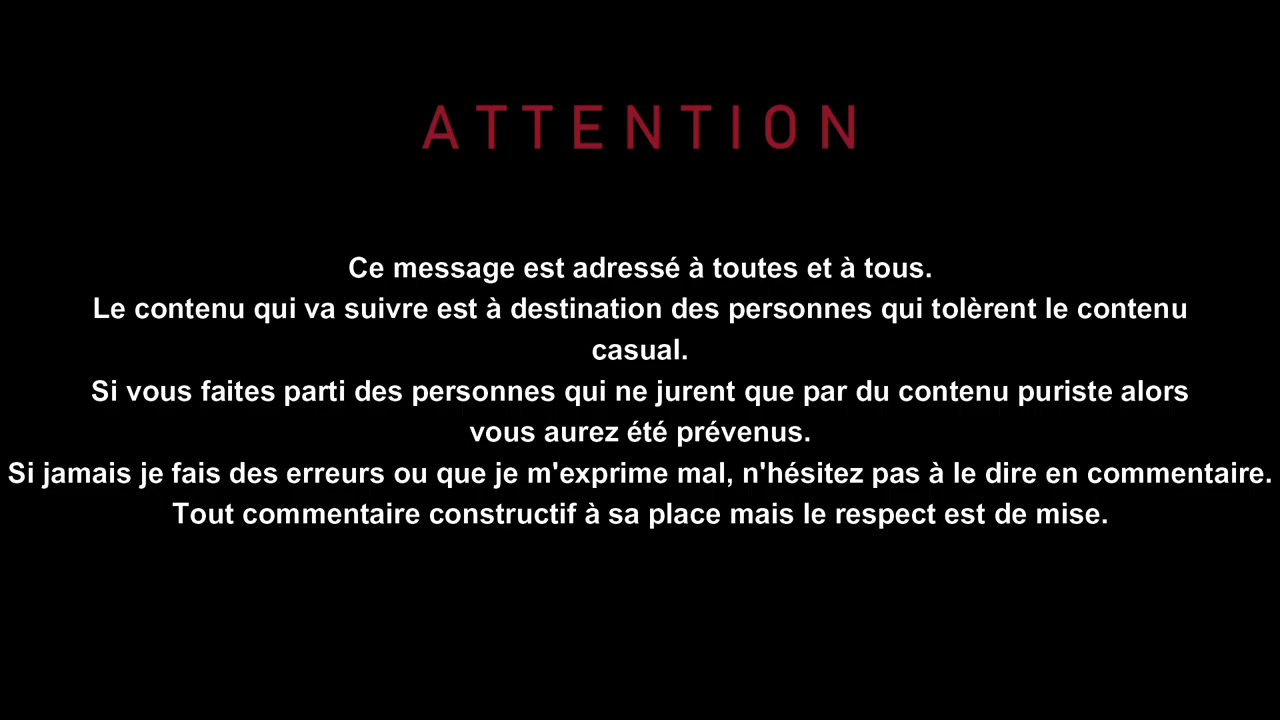 ATTENTION
Ce message est adressé à toutes et à tous.
Le contenu qui va suivre est à destination des personnes qui tolèrent le contenu
casual.
Si vous faites parti des personnes qui ne jurent que par du contenu puriste alors
vous aurez été prévenus.
Si jamais je fais des erreurs ou que je m'exprime mal, n'hésitez pas à le dire en commentaire.
Tout commentaire constructif à sa place mais le respect est de mise.